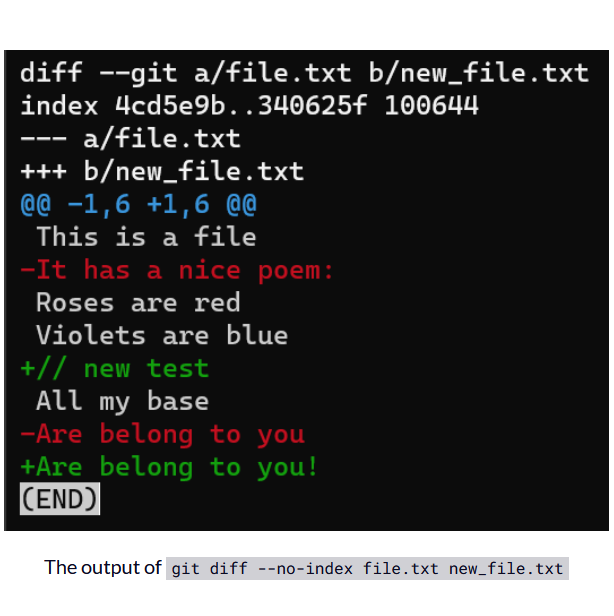 diff --git a/file.txt b/new_file.txt
index 4cd5e9b..340625f 100644
--- a/file.txt
+++ b/new_file.txt
@@ -1,6 +1,6 @@
 This is a file
-It has a nice poem:
 Roses are red
 Violets are blue
+// new test
 All my base
-Are belong to you
+Are belong to you!
(END)
The output of git diff --no-index file.txt new_file.txt